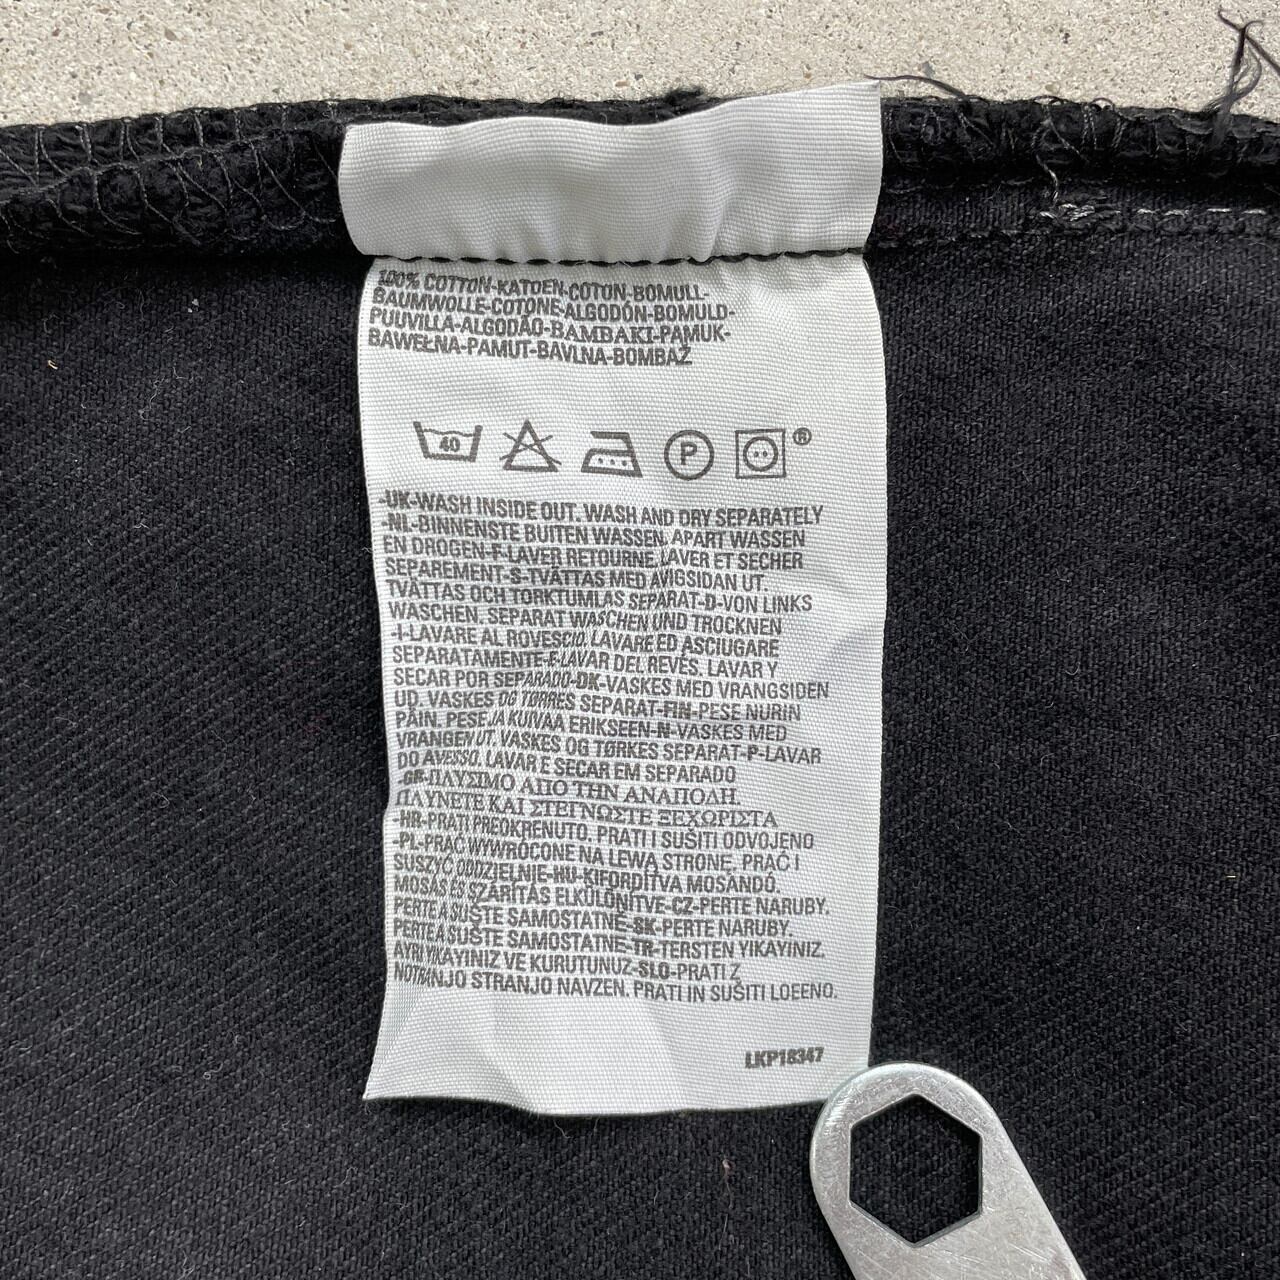 100% COTTON-KATOEN-COTON-BOMULL-
BAUMWOLLE-COTONE-ALGODÓN-BOMULD-
PUUVILLA-ALGODÃO-BAMBAKI-PAMUK-
BAWEŁNA-PAMUT-BAVLNA-BOMBAŽ
40 P ®
-UK-WASH INSIDE OUT. WASH AND DRY SEPARATELY
-NL-BINNENSTE BUITEN WASSEN. APART WASSEN
EN DROGEN-F-LAVER RETOURNE. LAVER ET SECHER
SEPAREMENT-S-TVÄTTAS MED AVIGSIDAN UT.
TVÄTTAS OCH TORKTUMLAS SEPARAT-D-VON LINKS
WASCHEN. SEPARAT WASCHEN UND TROCKNEN
-I-LAVARE AL ROVESCIO. LAVARE ED ASCIUGARE
SEPARATAMENTE-E-LAVAR DEL REVÉS. LAVAR Y
SECAR POR SEPARADO-DK-VASKES MED VRANGSIDEN
UD. VASKES OG TØRRES SEPARAT-FIN-PESE NURIN
PÄIN. PESE JA KUIVAA ERIKSEEN-N-VASKES MED
VRANGEN UT. VASKES OG TØRKES SEPARAT-P-LAVAR
DO AVESSO. LAVAR E SECAR EM SEPARADO
-GR-ΠΛΥΣΙΜΟ ΑΠΟ ΤΗΝ ΑΝΑΠΟΔΗ.
ΠΛΥΝΕΤΕ ΚΑΙ ΣΤΕΓΝΩΣΤΕ ΞΕΧΩΡΙΣΤΑ
-HR-PRATI PREOKRENUTO. PRATI I SUŠITI ODVOJENO
-PL-PRAĆ WYWRÓCONE NA LEWĄ STRONĘ. PRAĆ I
SUSZYĆ ODDZIELNIE-HU-KIFORDÍTVA MOSANDÓ.
MOSÁS ÉS SZÁRÍTÁS ELKÜLÖNÍTVE-CZ-PERTE NARUBY.
PERTE A SUŠTE SAMOSTATNĚ-SK-PERTE NARUBY.
PERTE A SUŠTE SAMOSTATNE-TR-TERSTEN YIKAYINIZ.
AYRI YIKAYINIZ VE KURUTUNUZ-SLO-PRATI Z
NOTRANJO STRANJO NAVZEN. PRATI IN SUŠITI LOEENO.
LKP18347